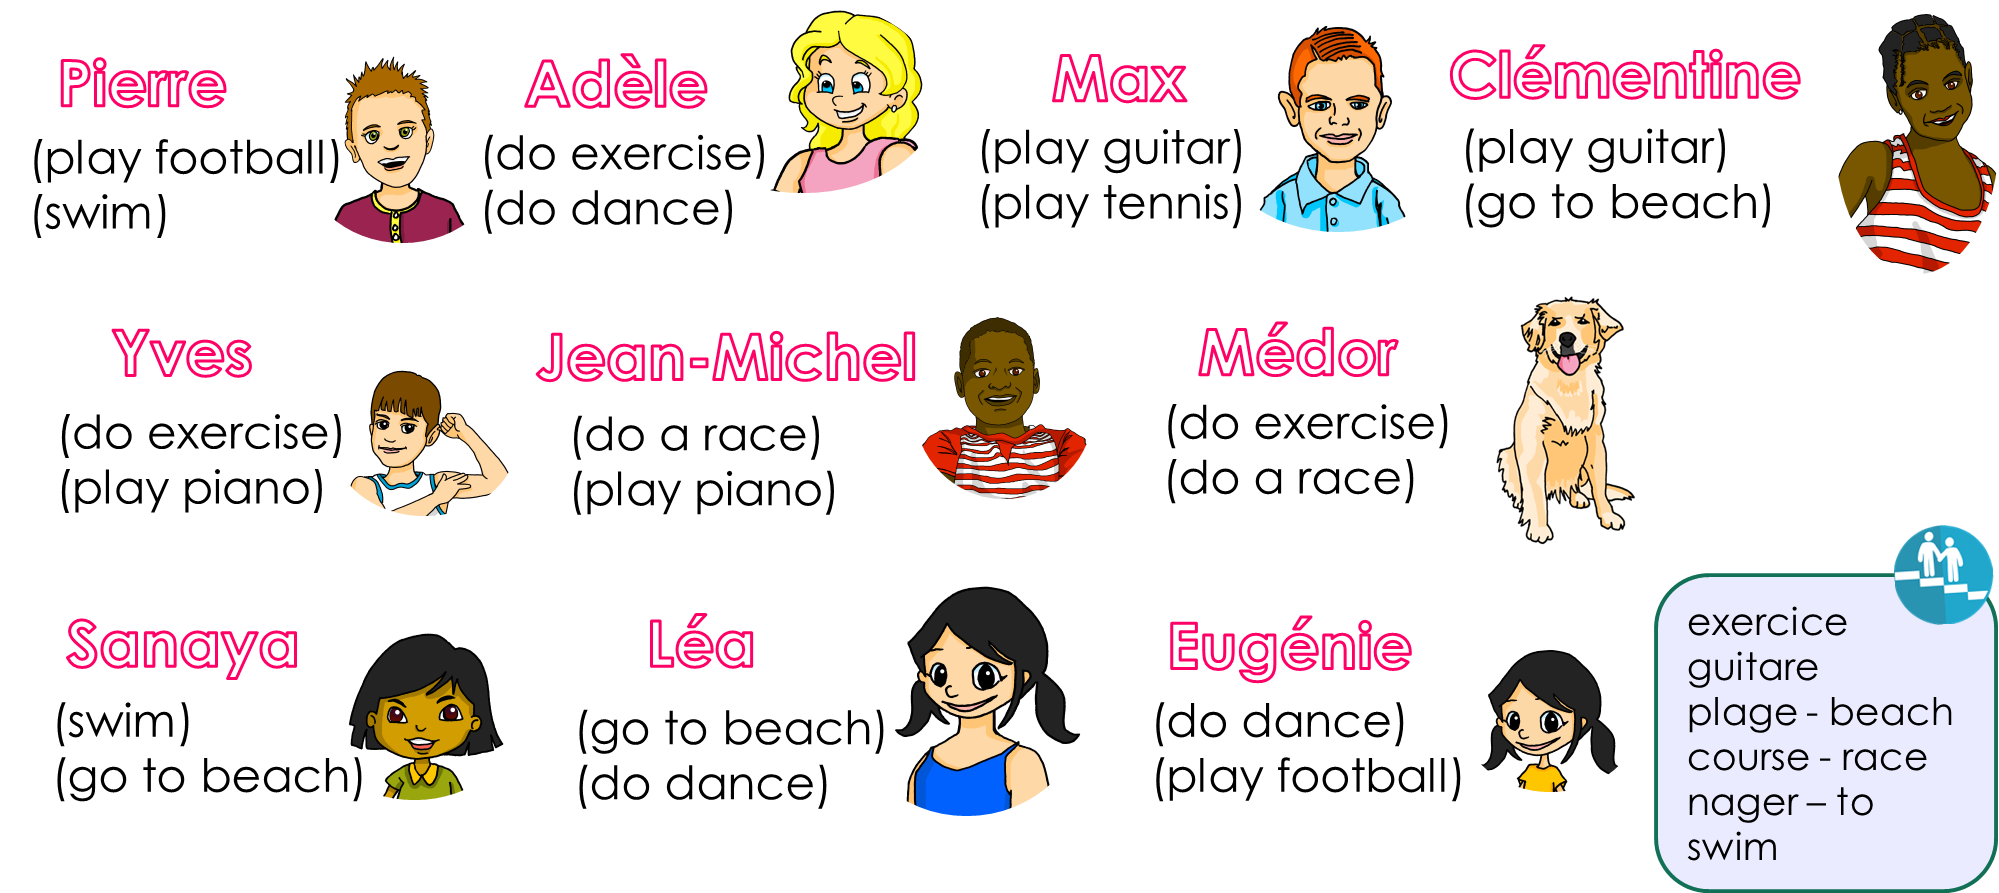 Pierre
(play football)
(swim)
Adèle
(do exercise)
(do dance)
Max
(play guitar)
(play tennis)
Clémentine
(play guitar)
(go to beach)
Yves
(do exercise)
(play piano)
Jean-Michel
(do a race)
(play piano)
Médor
(do exercise)
(do a race)
Sanaya
(swim)
(go to beach)
Léa
(go to beach)
(do dance)
Eugénie
(do dance)
(play football)
exercice
guitare
plage - beach
course - race
nager – to
swim